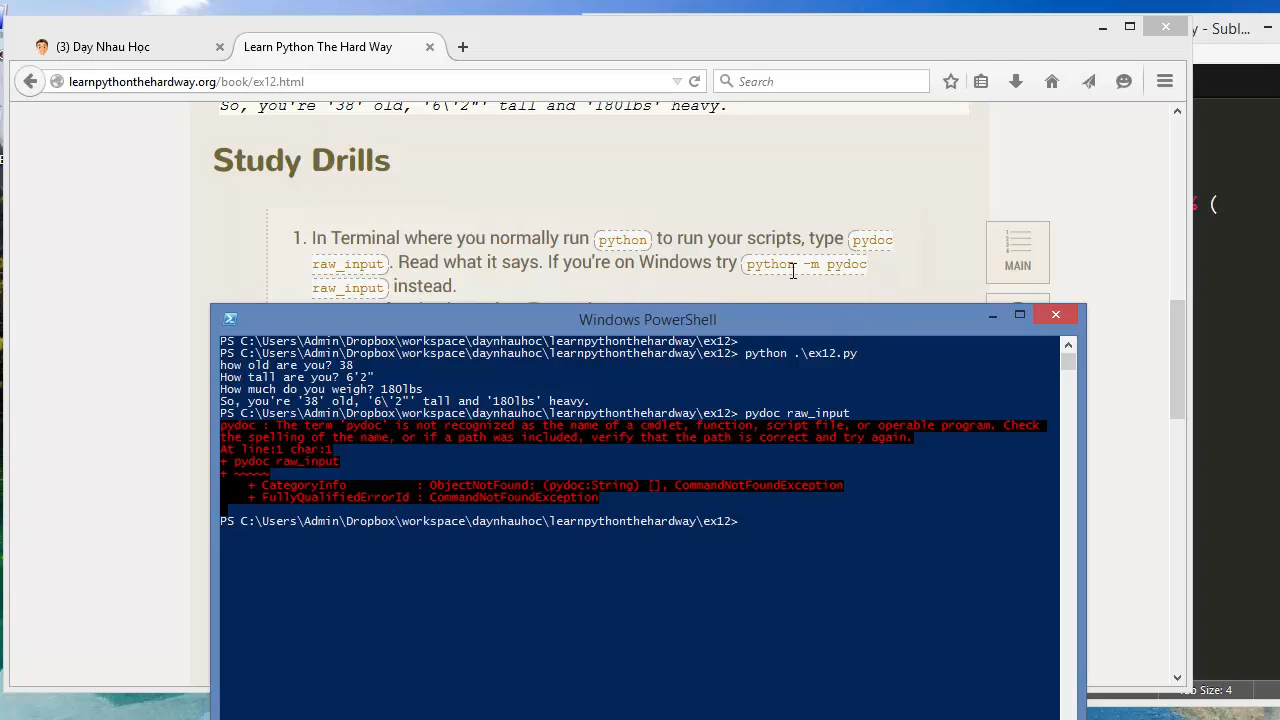 y - Subl...
(3) Day Nhau Học
Learn Python The Hard Way
learnpythonthehardway.org/book/ex12.html
Search
So, you're '38' old, '6\'2"' tall and '180lbs' heavy.
Study Drills
1. In Terminal where you normally run python to run your scripts, type pydoc
raw_input. Read what it says. If you're on Windows try python -m pydoc
raw_input instead.
% (
MAIN
Windows PowerShell
PS C:\Users\Admin\Dropbox\workspace\daynhauhoc\learnpythonthehardway\ex12>
PS C:\Users\Admin\Dropbox\workspace\daynhauhoc\learnpythonthehardway\ex12> python .\ex12.py
how old are you? 38
How tall are you? 6'2"
How much do you weigh? 180lbs
So, you're '38' old, '6\'2"' tall and '180lbs' heavy.
PS C:\Users\Admin\Dropbox\workspace\daynhauhoc\learnpythonthehardway\ex12> pydoc raw_input
pydoc : The term 'pydoc' is not recognized as the name of a cmdlet, function, script file, or operable program. Check
the spelling of the name, or if a path was included, verify that the path is correct and try again.
At line:1 char:1
+ pydoc raw_input
+ ~~~~~
+ CategoryInfo : ObjectNotFound: (pydoc:String) [], CommandNotFoundException
+ FullyQualifiedErrorId : CommandNotFoundException
PS C:\Users\Admin\Dropbox\workspace\daynhauhoc\learnpythonthehardway\ex12>
Tab Size: 4